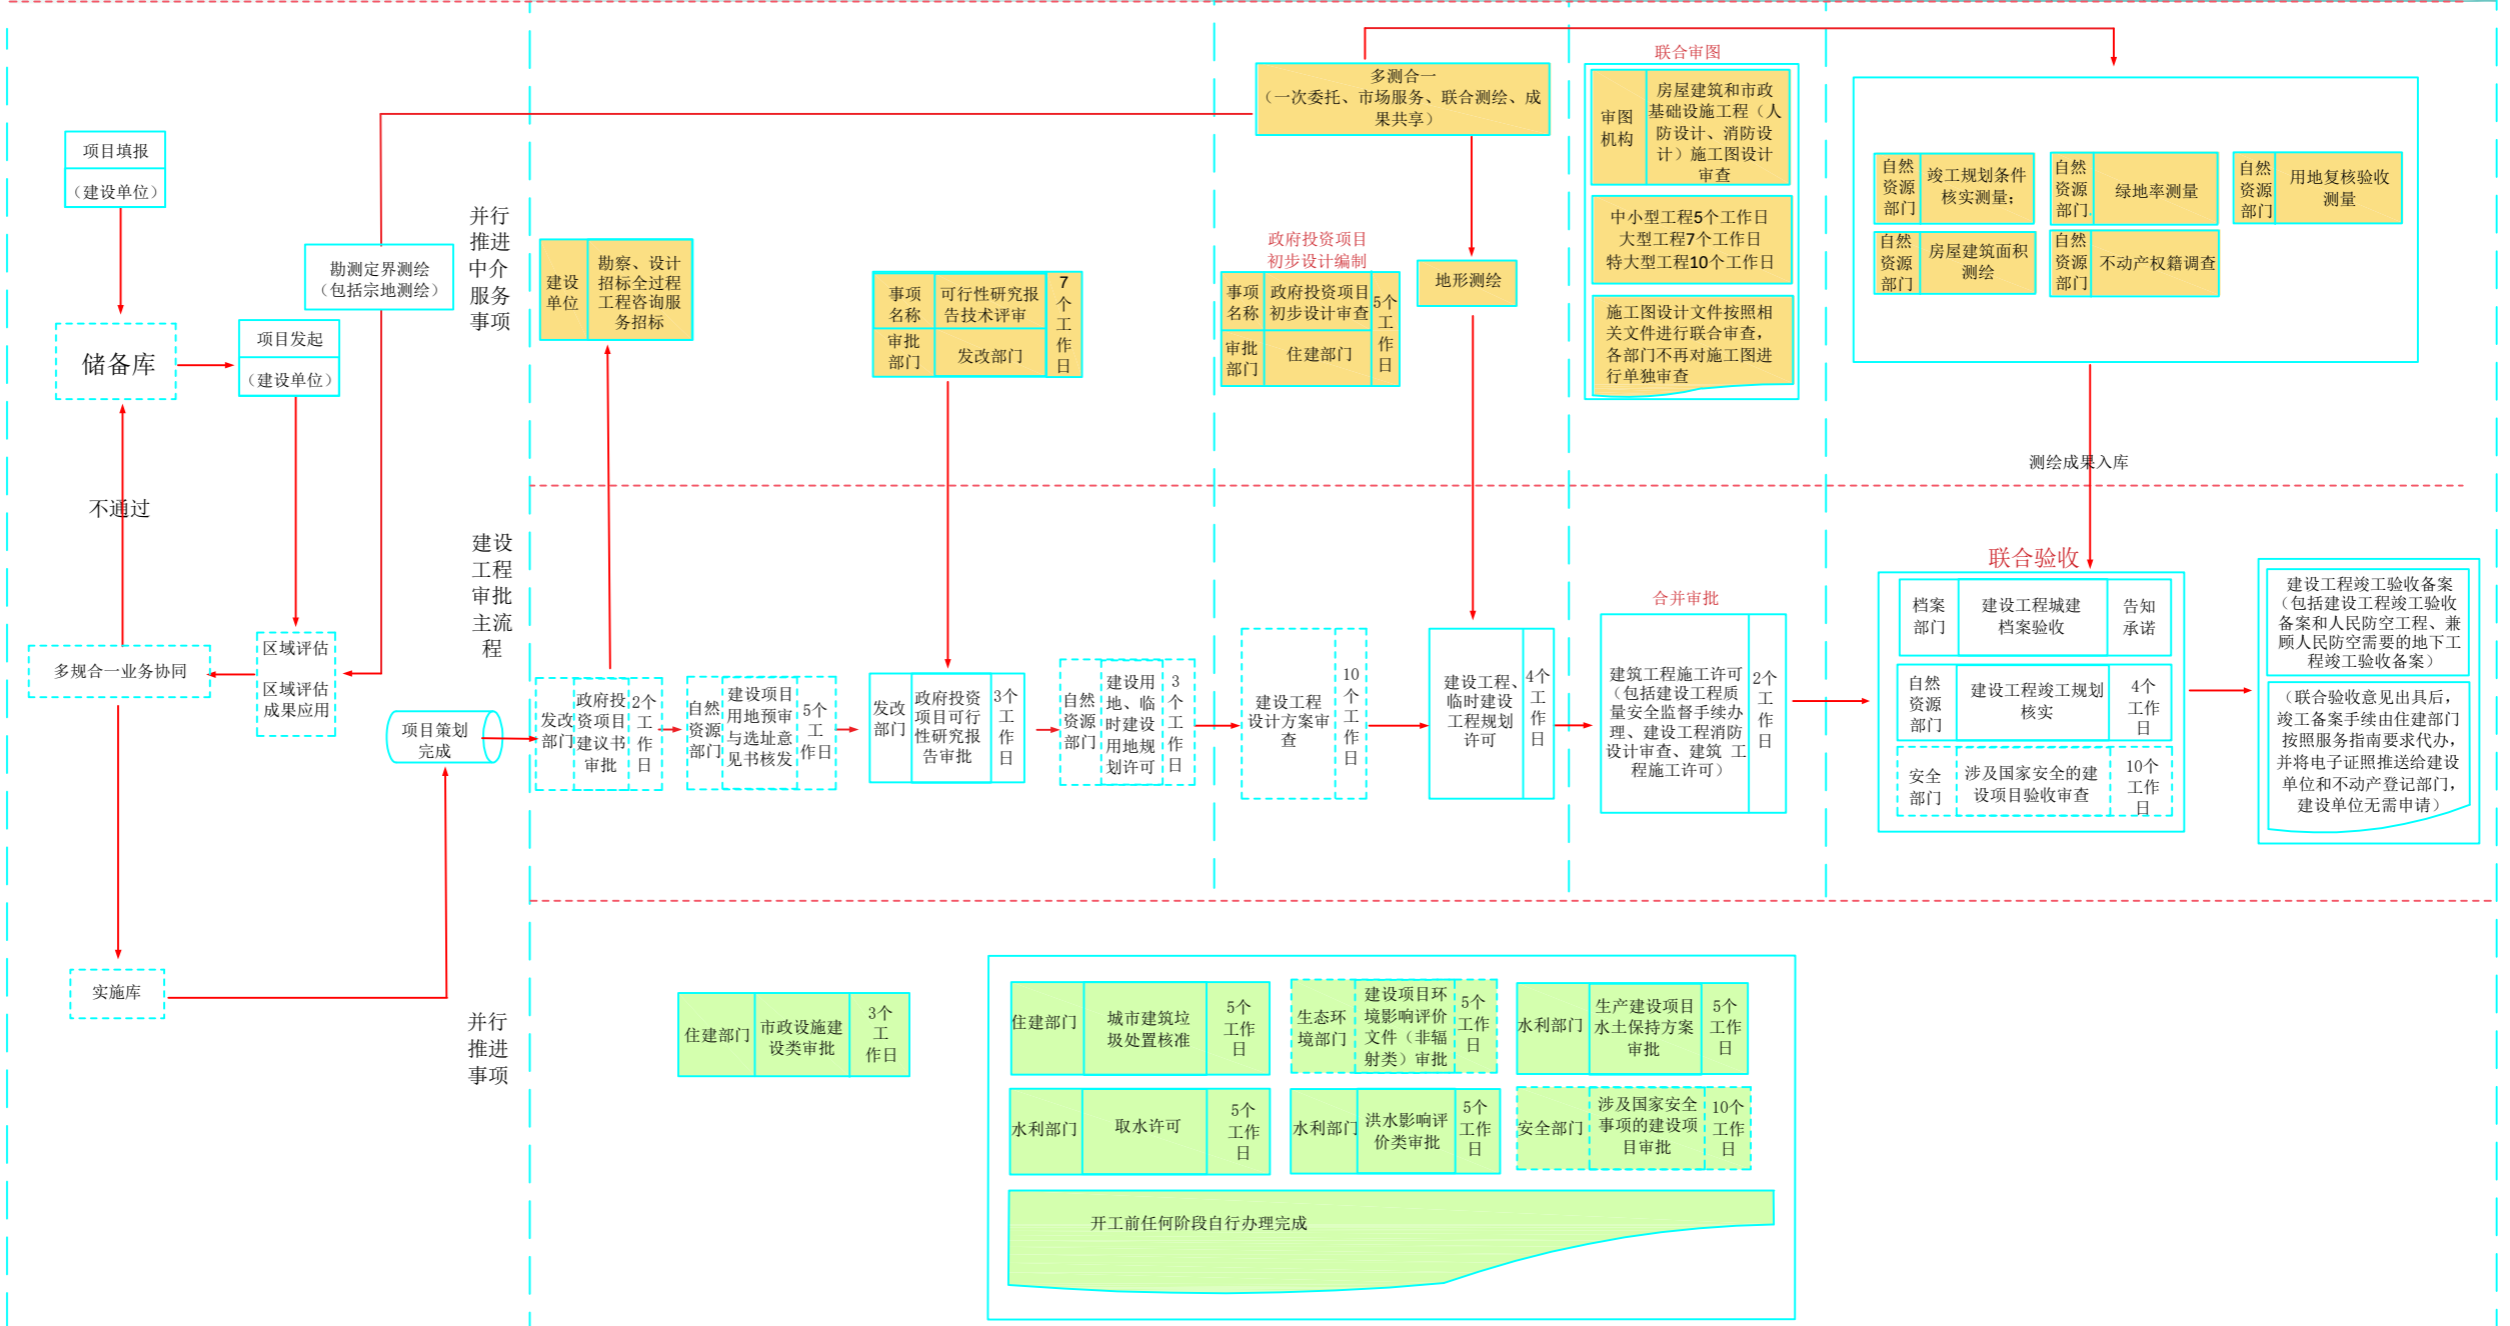 项目填报
（建设单位）
储备库
项目发起
（建设单位）
勘测定界测绘
（包括宗地测绘）
不通过
多规合一业务协同
区域评估
区域评估
成果应用
实施库
项目策划
完成
并行
推进
中介
服务
事项
建设
工程
审批
主流
程
并行
推进
事项
建设
单位
勘察、设计
招标全过程
工程咨询服
务招标
事项
名称
可行性研究报
告技术评审
审批
部门
发改部门
7
个
工
作
日
多测合一
（一次委托、市场服务、联合测绘、成
果共享）
政府投资项目
初步设计编制
事项
名称
政府投资项目
初步设计审查
审批
部门
住建部门
5个
工
作
日
地形测绘
联合审图
审图
机构
房屋建筑和市政
基础设施工程（人
防设计、消防设
计）施工图设计
审查
中小型工程5个工作日
大型工程7个工作日
特大型工程10个工作日
施工图设计文件按照相
关文件进行联合审查，
各部门不再对施工图进
行单独审查
自然
资源
部门
竣工规划条件
核实测量；
自然
资源
部门
绿地率测量
自然
资源
部门
用地复核验收
测量
自然
资源
部门
房屋建筑面积
测绘
自然
资源
部门
不动产权籍调查
测绘成果入库
发改
部门
政府投
资项目
建议书
审批
2个
工
作
日
自然
资源
部门
建设项目
用地预审
与选址意
见书核发
5个
工
作日
发改
部门
政府投资
项目可行
性研究报
告审批
3个
工
作
日
自然
资源
部门
建设用
地、临
时建设
用地规
划许可
3
个
工
作
日
建设工程
设计方案审
查
10
个
工
作
日
建设工程、
临时建设
工程规划
许可
4个
工
作
日
合并审批
建筑工程施工许可
（包括建设工程质
量安全监督手续办
理、建设工程消防
设计审查、建筑 工
程施工许可）
2个
工
作
日
联合验收
档案
部门
建设工程城建
档案验收
告知
承诺
自然
资源
部门
建设工程竣工规划
核实
4个
工作
日
安全
部门
涉及国家安全的建
设项目验收审查
10个
工作
日
建设工程竣工验收备案
（包括建设工程竣工验收
备案和人民防空工程、兼
顾人民防空需要的地下工
程竣工验收备案）
（联合验收意见出具后，
竣工备案手续由住建部门
按照服务指南要求代办，
并将电子证照推送给建设
单位和不动产登记部门，
建设单位无需申请）
住建部门
市政设施建
设类审批
3个
工
作日
住建部门
城市建筑垃
圾处置核准
5个
工作
日
生态环
境部门
建设项目环
境影响评价
文件（非辐
射类）审批
5个
工作
日
水利部门
生产建设项目
水土保持方案
审批
5个
工作
日
水利部门
取水许可
5个
工作
日
水利部门
洪水影响评
价类审批
5个
工作
日
安全部门
涉及国家安全
事项的建设项
目审批
10个
工作
日
开工前任何阶段自行办理完成